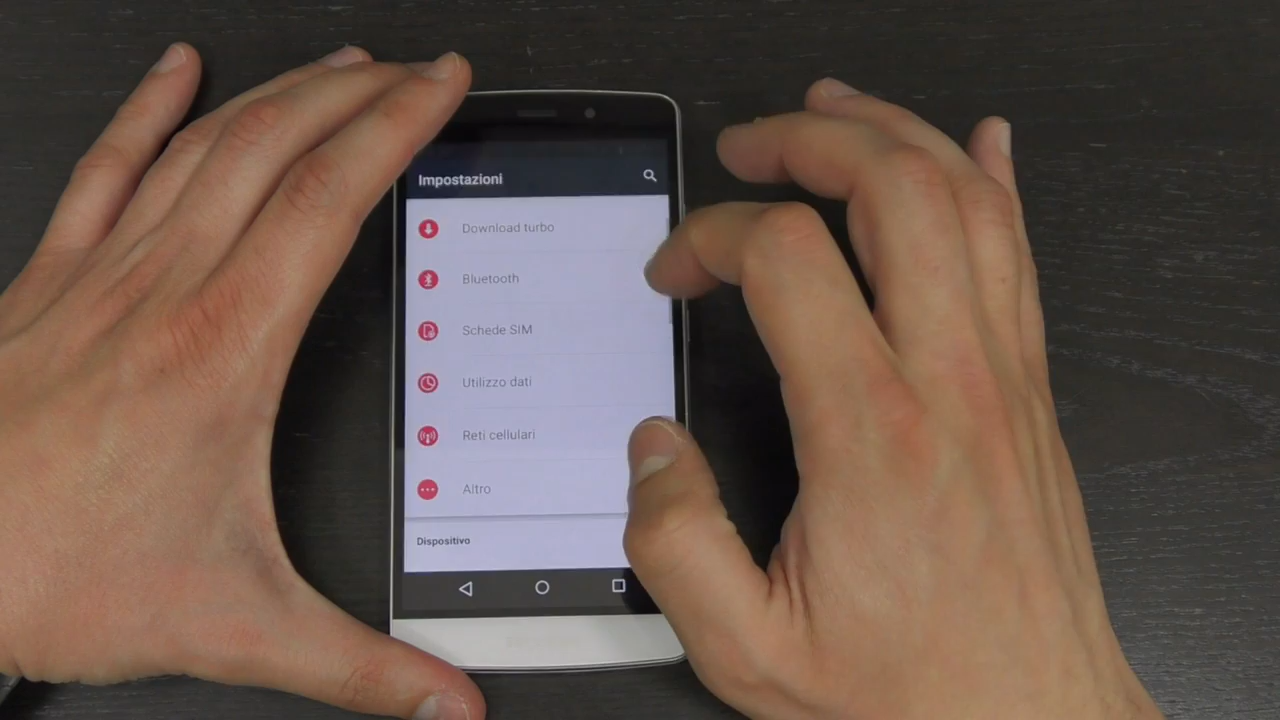 Impostazioni
Download turbo
Bluetooth
Schede SIM
Utilizzo dati
Reti cellulari
Altro
Dispositivo